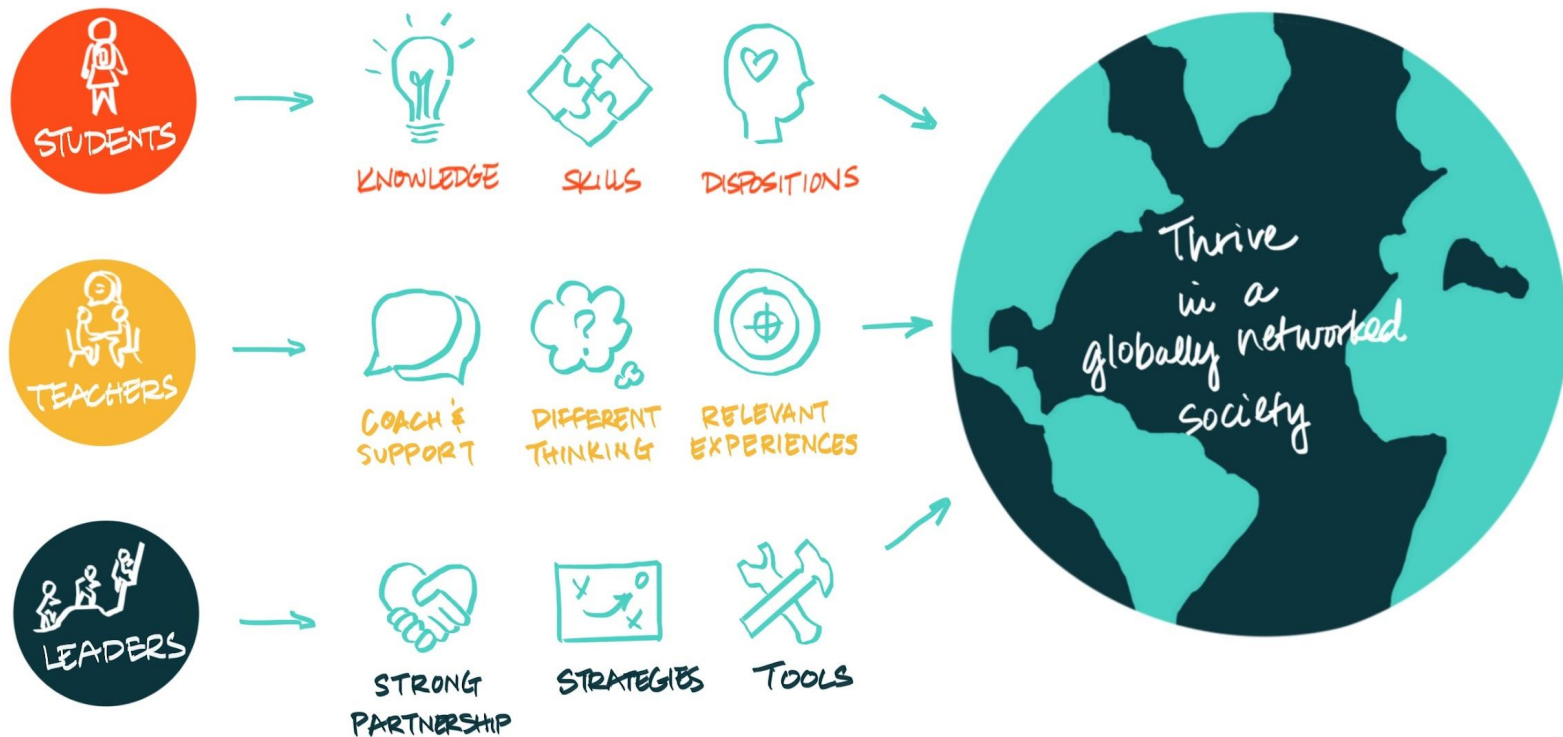 STUDENTS
KNOWLEDGE
SKILLS
DISPOSITIONS
TEACHERS
COACH &
SUPPORT
DIFFERENT
THINKING
RELEVANT
EXPERIENCES
LEADERS
STRONG
PARTNERSHIP
STRATEGIES
TOOLS
Thrive
in a
globally networked
society